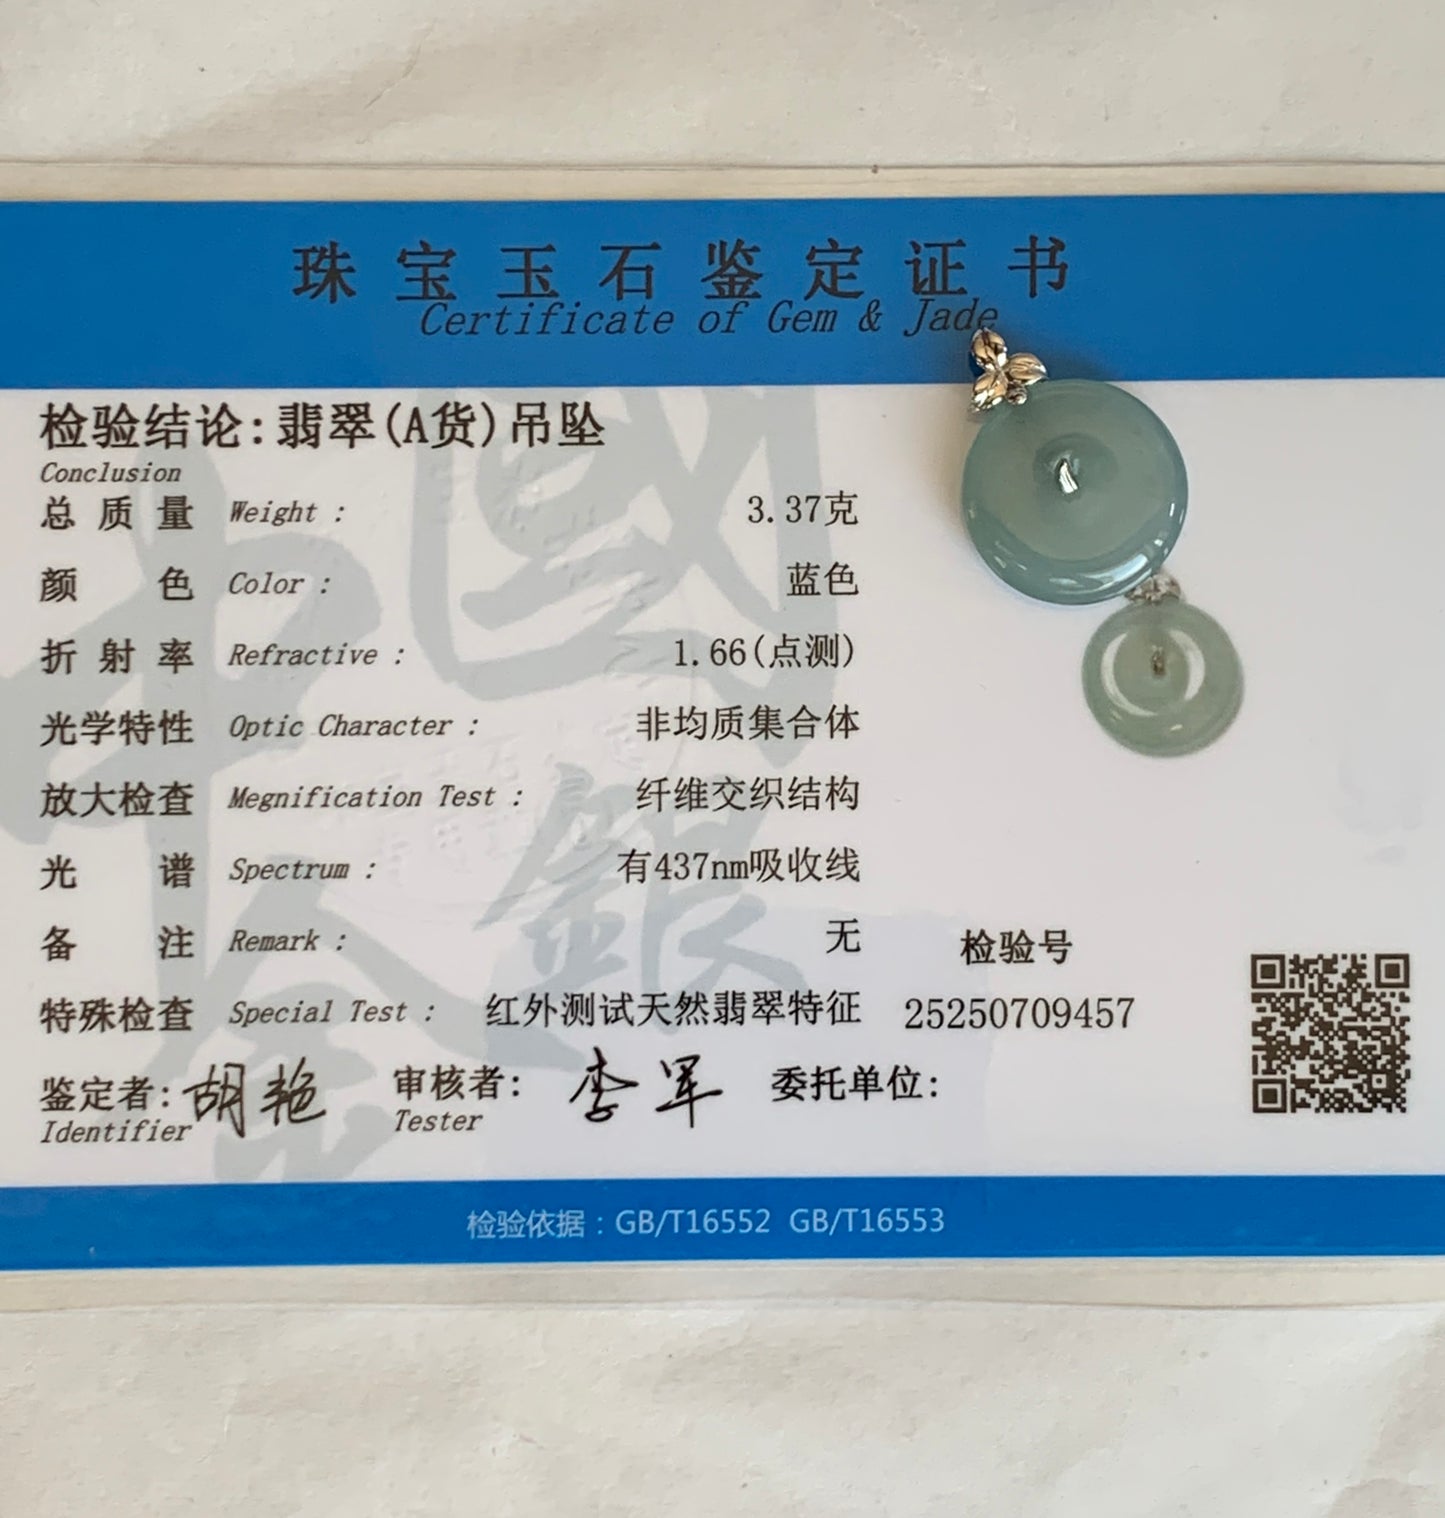 珠宝玉石鉴定证书
Certificate of Gem & Jade
检验结论:翡翠(A货)吊坠
Conclusion
总质量 Weight : 3.37克
颜色 Color : 蓝色
折射率 Refractive : 1.66(点测)
光学特性 Optic Character : 非均质集合体
放大检查 Megnification Test : 纤维交织结构
光谱 Spectrum : 有437nm吸收线
备注 Remark : 无
检验号
特殊检查 Special Test : 红外测试天然翡翠特征
25250709457
鉴定者: 胡艳 审核者: 李军 委托单位:
Identifier Tester
检验依据：GB/T16552 GB/T16553
國
銀